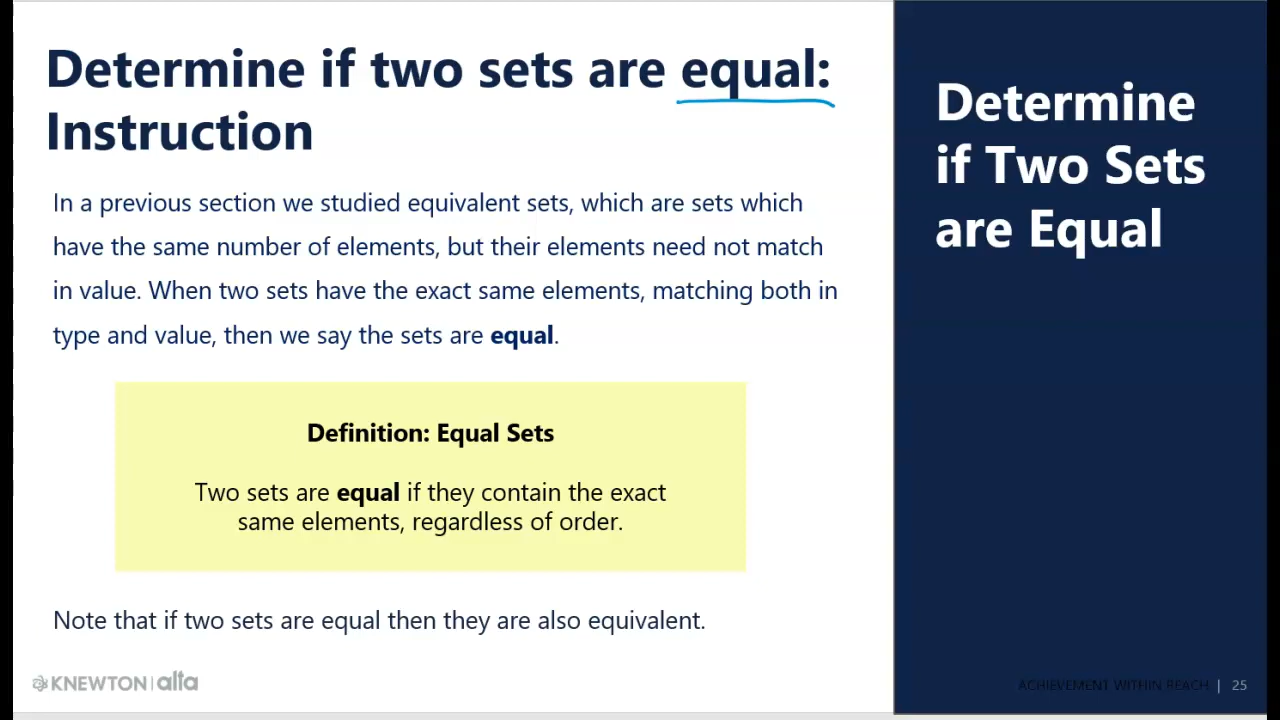 Determine if two sets are equal:
Instruction
In a previous section we studied equivalent sets, which are sets which
have the same number of elements, but their elements need not match
in value. When two sets have the exact same elements, matching both in
type and value, then we say the sets are equal.
Definition: Equal Sets
Two sets are equal if they contain the exact
same elements, regardless of order.
Note that if two sets are equal then they are also equivalent.
KNEWTON | alta
Determine
if Two Sets
are Equal
ACHIEVEMENT WITHIN REACH | 25